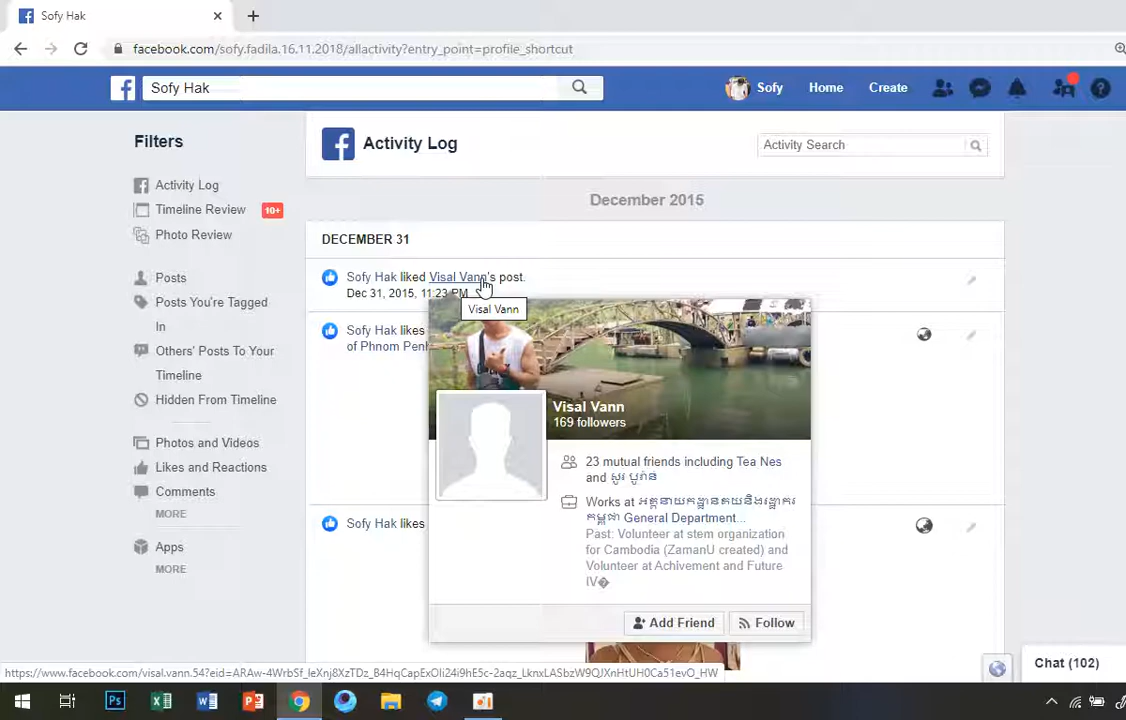 Sofy Hak
facebook.com/sofy.fadila.16.11.2018/allactivity?entry_point=profile_shortcut
Sofy Hak
Sofy
Home
Create
Filters
Activity Log
Timeline Review
10+
Photo Review
Posts
Posts You're Tagged
In
Others' Posts To Your
Timeline
Hidden From Timeline
Photos and Videos
Likes and Reactions
Comments
MORE
Apps
MORE
Activity Log
Activity Search
December 2015
DECEMBER 31
Sofy Hak liked Visal Vann's post.
Dec 31, 2015, 11:23 PM
Visal Vann
Sofy Hak likes
of Phnom Penh
Visal Vann
169 followers
23 mutual friends including Tea Nes
and សូរ បូរ៉ាន
Works at
General Department...
Past: Volunteer at stem organization
for Cambodia (ZamanU created) and
Volunteer at Achivement and Future
IV�
Add Friend
Follow
Sofy Hak likes
Chat (102)